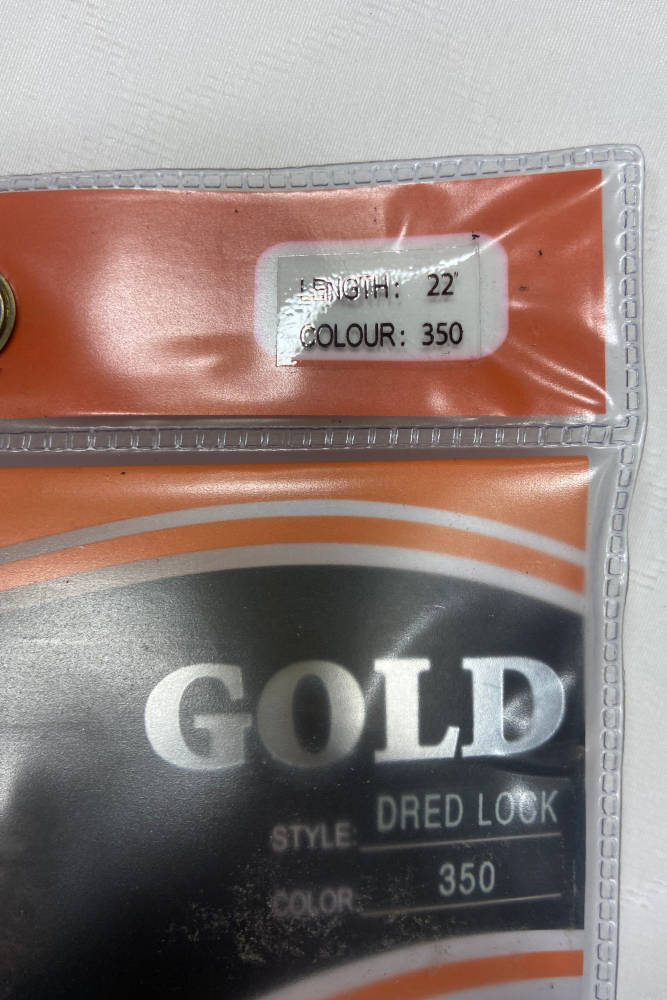 LENGTH: 22"
COLOUR: 350
GOLD
STYLE: DRED LOCK
COLOR: 350